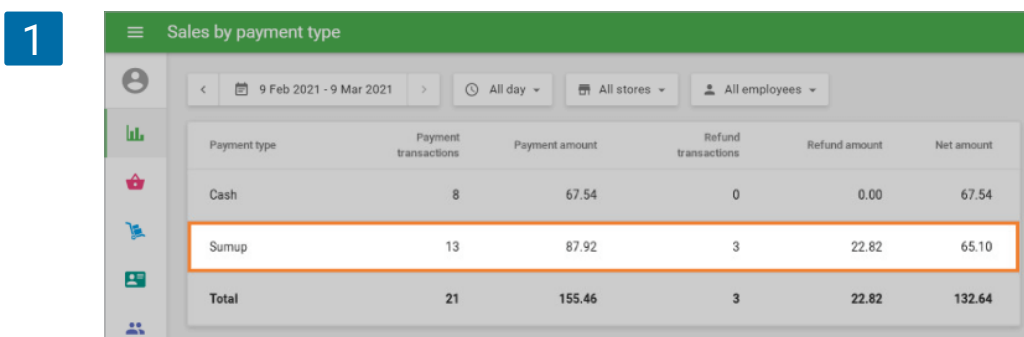 1
Sales by payment type
9 Feb 2021 - 9 Mar 2021
All day
All stores
All employees
Payment type Payment transactions Payment amount Refund transactions Refund amount Net amount
Cash 8 67.54 0 0.00 67.54
Sumup 13 87.92 3 22.82 65.10
Total 21 155.46 3 22.82 132.64